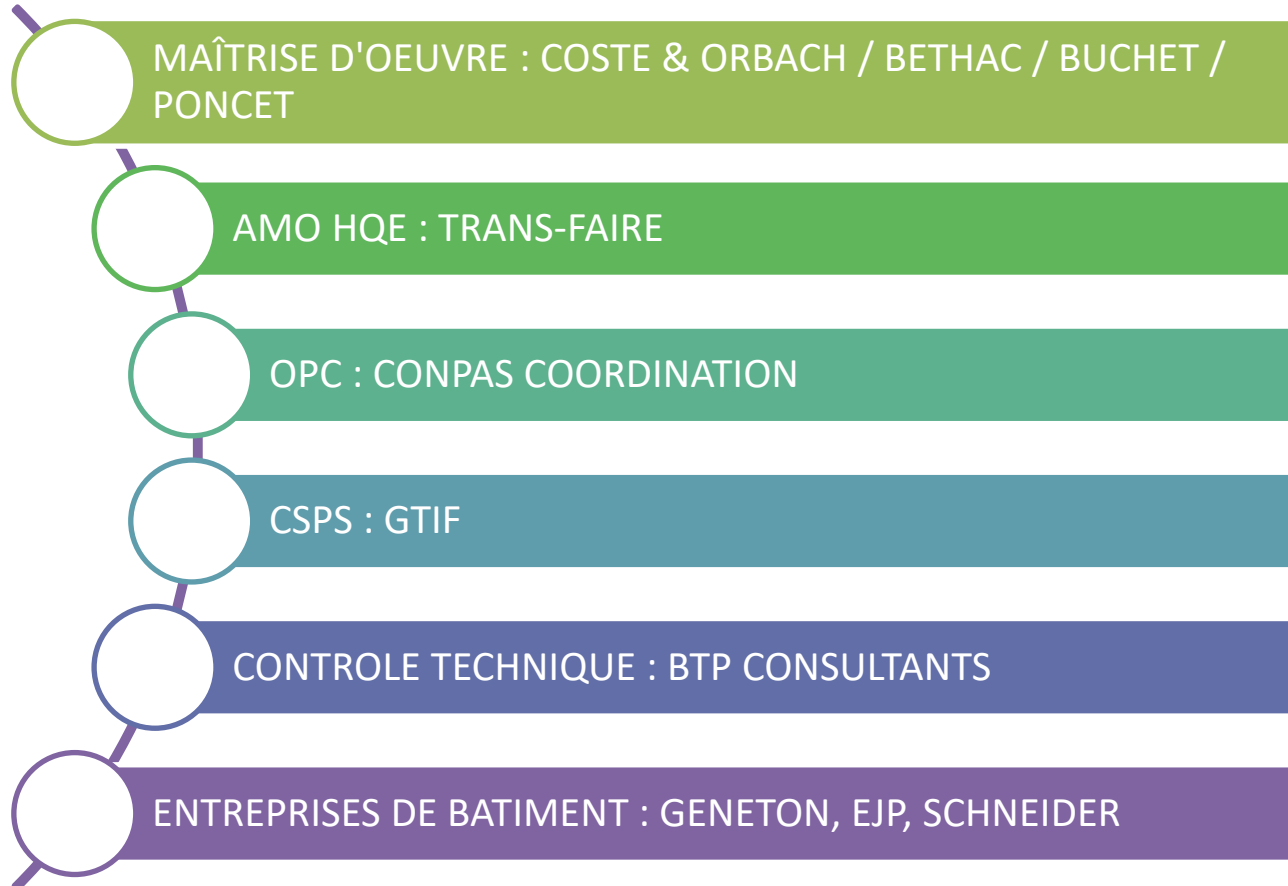 MAÎTRISE D'OEUVRE : COSTE & ORBACH / BETHAC / BUCHET /
PONCET
AMO HQE : TRANS-FAIRE
OPC : CONPAS COORDINATION
CSPS : GTIF
CONTROLE TECHNIQUE : BTP CONSULTANTS
ENTREPRISES DE BATIMENT : GENETON, EJP, SCHNEIDER